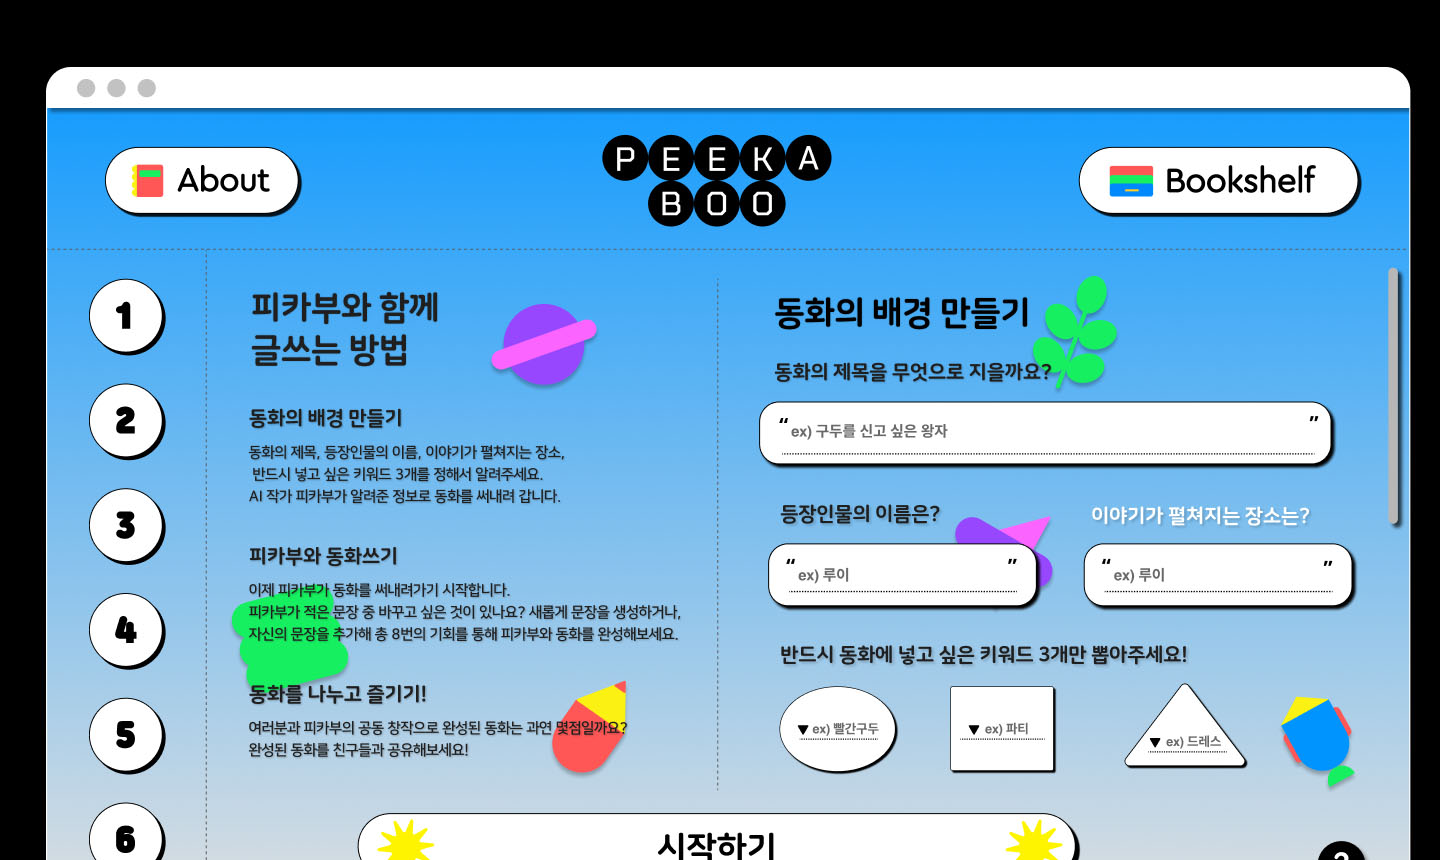 About
PEEKA
BOO
Bookshelf
1
2
3
4
5
6
피카부와 함께
글쓰는 방법
동화의 배경 만들기
동화의 제목, 등장인물의 이름, 이야기가 펼쳐지는 장소,
반드시 넣고 싶은 키워드 3개를 정해서 알려주세요.
AI 작가 피카부가 알려준 정보로 동화를 써내려 갑니다.
피카부와 동화쓰기
이제 피카부가 동화를 써내려가기 시작합니다.
피카부가 적은 문장 중 바꾸고 싶은 것이 있나요? 새롭게 문장을 생성하거나,
자신의 문장을 추가해 총 8번의 기회를 통해 피카부와 동화를 완성해보세요.
동화를 나누고 즐기기!
여러분과 피카부의 공동 창작으로 완성된 동화는 과연 몇점일까요?
완성된 동화를 친구들과 공유해보세요!
동화의 배경 만들기
동화의 제목을 무엇으로 지을까요?
“ex) 구두를 신고 싶은 왕자”
등장인물의 이름은?
“ex) 루이”
이야기가 펼쳐지는 장소는?
“ex) 루이”
반드시 동화에 넣고 싶은 키워드 3개만 뽑아주세요!
▼ ex) 빨간구두
▼ ex) 파티
▼ ex) 드레스
시작하기